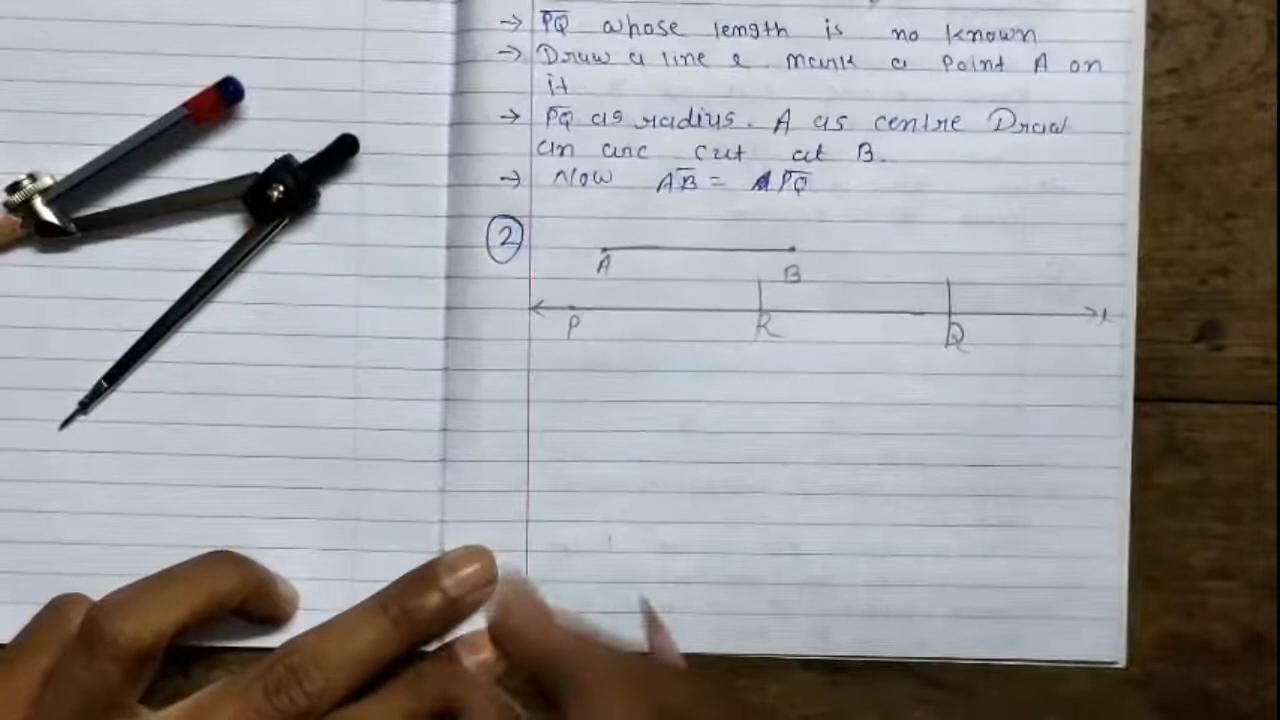 → PQ whose length is no known
→ Draw a line & mark a point A on
it
→ PQ as radius. A as centre Draw
an arc cut at B.
→ Now AB = PQ
2
A B
P R Q l